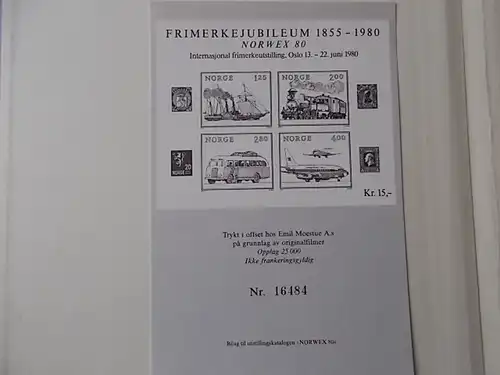 FRIMERKEJUBILEUM 1855 – 1980
NORWEX 80
Internasjonal frimerkeutstilling, Oslo 13. – 22. juni 1980
NORGE 1.25
NORGE 2.00
NORGE 2.80
NORGE 4.00
20
NORGE
Kr. 15,-
Trykt i offset hos Emil Moestue A.s
på grunnlag av originalfilmer
Opplag 25 000
Ikke frankeringsgyldig
Nr. 16484
Bilag til utstillingskatalogen - NORWEX